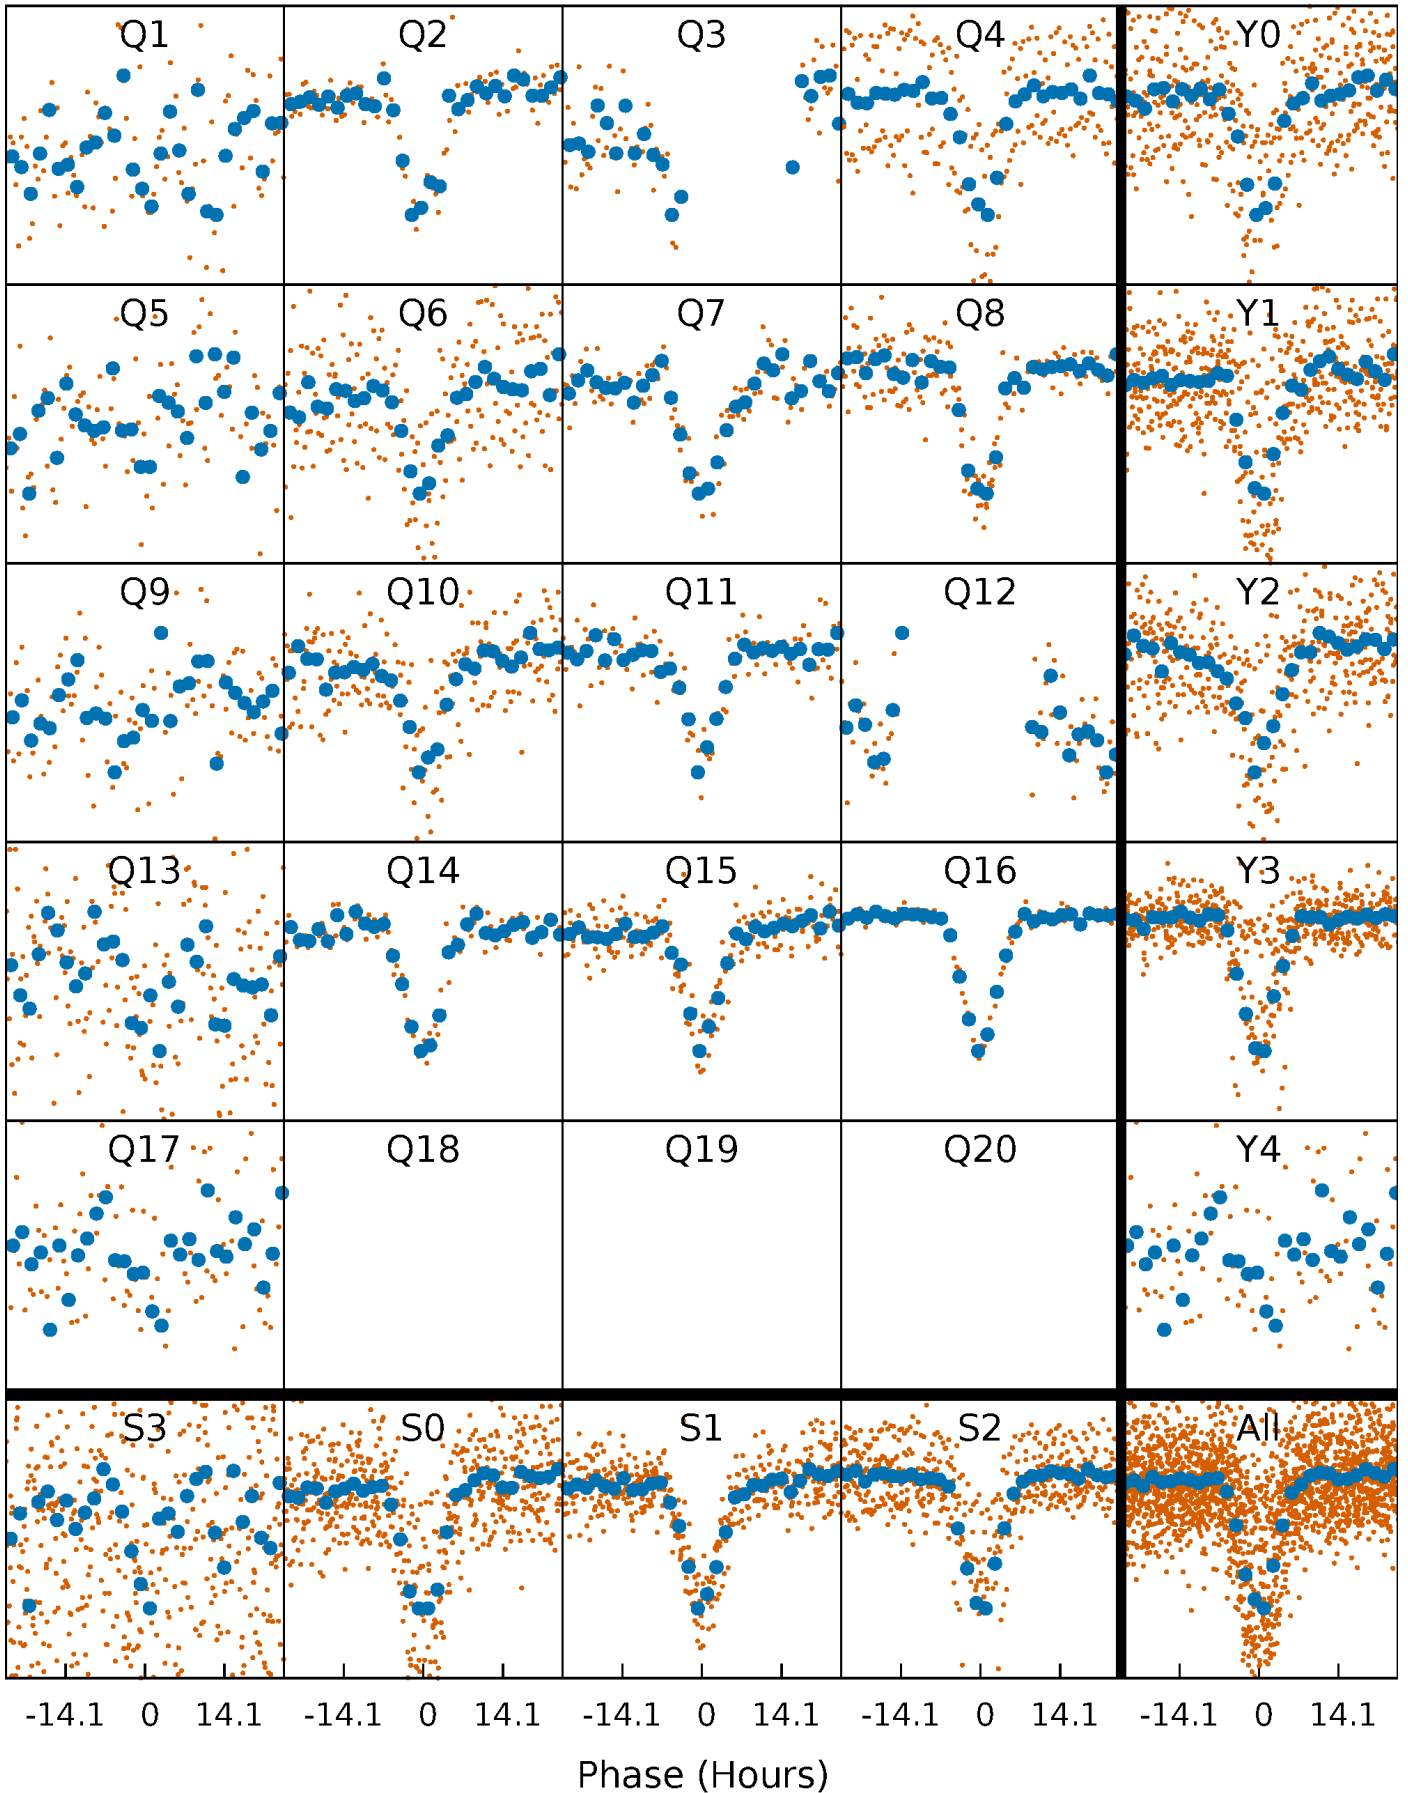 Q1 Q2 Q3 Q4 Y0
Q5 Q6 Q7 Q8 Y1
Q9 Q10 Q11 Q12 Y2
Q13 Q14 Q15 Q16 Y3
Q17 Q18 Q19 Q20 Y4
S3 S0 S1 S2 All
-14.1 0 14.1 -14.1 0 14.1 -14.1 0 14.1 -14.1 0 14.1 -14.1 0 14.1
Phase (Hours)